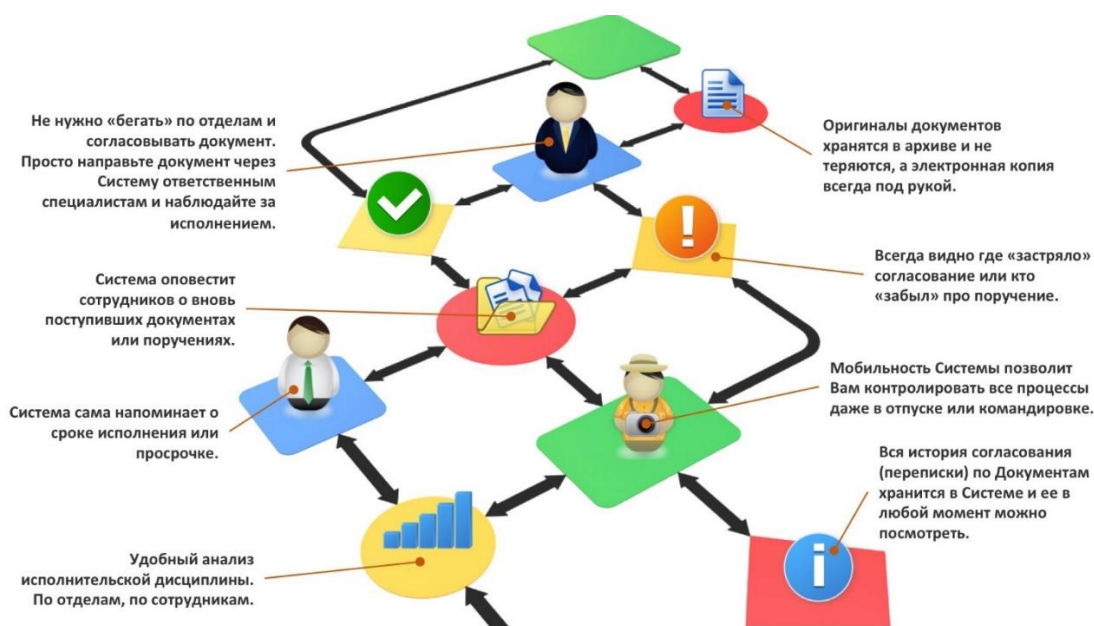 Не нужно «бегать» по отделам и
согласовывать документ.
Просто направьте документ через
Систему ответственным
специалистам и наблюдайте за
исполнением.
Оригиналы документов
хранятся в архиве и не
теряются, а электронная копия
всегда под рукой.
Система оповестит
сотрудников о вновь
поступивших документах
или поручениях.
Всегда видно где «застряло»
согласование или кто
«забыл» про поручение.
Система сама напоминает о
сроке исполнения или
просрочке.
Мобильность Системы позволит
Вам контролировать все процессы
даже в отпуске или командировке.
Вся история согласования
(переписки) по Документам
хранится в Системе и ее в
любой момент можно
посмотреть.
Удобный анализ
исполнительской дисциплины.
По отделам, по сотрудникам.